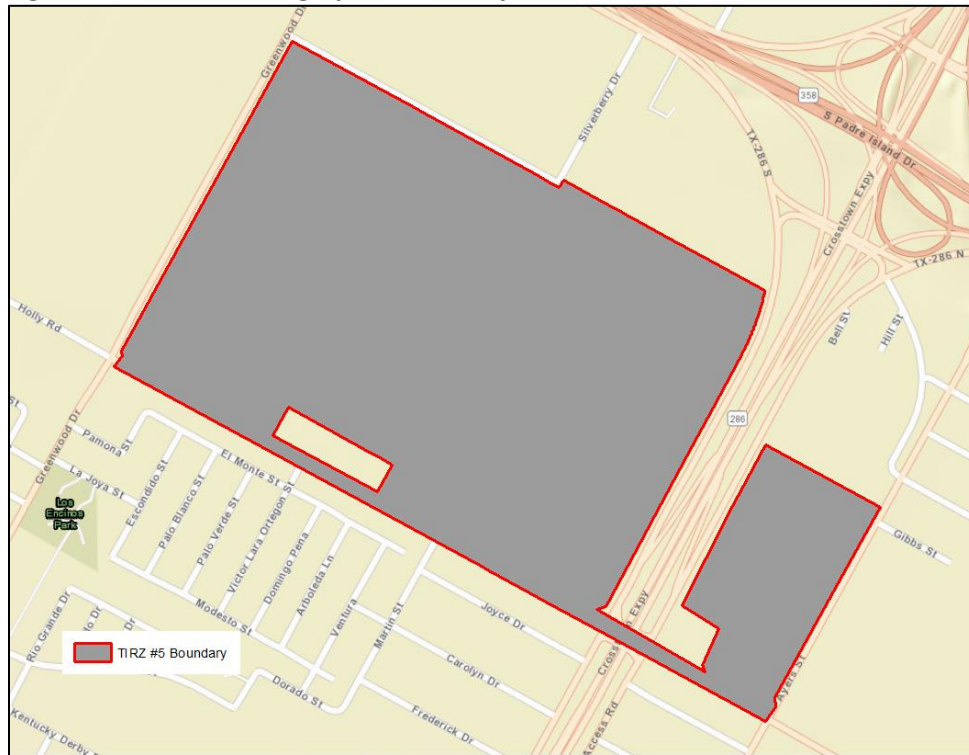 Greenwood Dr
Silverberry Dr
358
S Padre Island Dr
TX-286 S
Crosstown Expy
TX-286 N
Bell St
Hill St
Holly Rd
286
St
Greenwood Dr
Pamona St
El Monte St
La Joya St
Escondido St
Palo Blanco St
Palo Verde St
Victor Lara Ortegon St
Domingo Pena
Arboleda Ln
Ventura
Martin St
Los
Encinos
Park
Gibbs St
Modesto St
Joyce Dr
Carolyn Dr
Frederick Dr
Dorado St
Rio Grande Dr
Dr
Expy
Access Rd
Ayers St
Kentucky Derby
TIRZ #5 Boundary